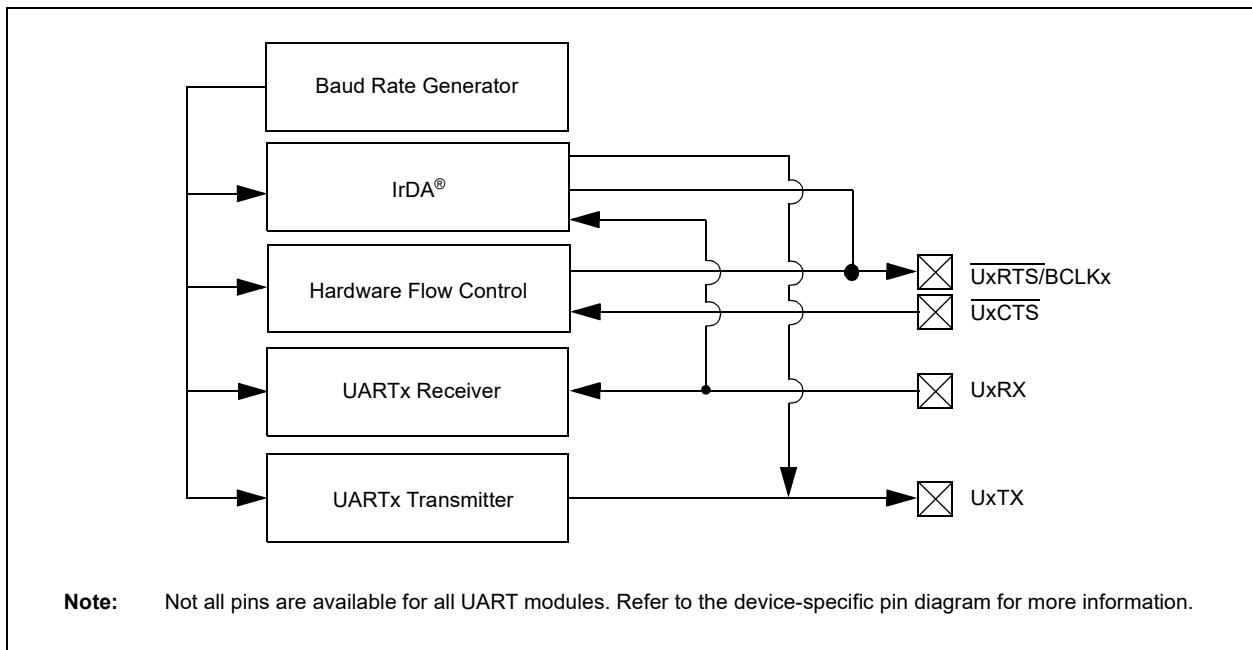 Baud Rate Generator
IrDA®
Hardware Flow Control
UxRTS/BCLKx
UxCTS
UARTx Receiver
UxRX
UARTx Transmitter
UxTX
Note: Not all pins are available for all UART modules. Refer to the device-specific pin diagram for more information.